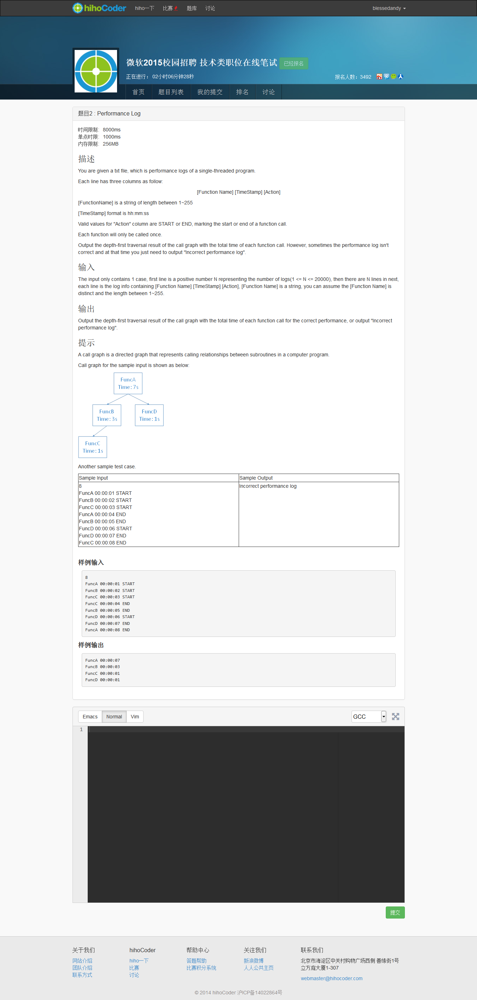 hihoCoder hiho一下 比赛 题库 讨论 blessedandy
微软2015校园招聘 技术类职位在线笔试 已经报名
正在进行： 02小时06分钟28秒 报名人数：3492
首页 题目列表 我的提交 排名 讨论
题目2 : Performance Log
时间限制: 8000ms
单点时限: 1000ms
内存限制: 256MB
描述
You are given a txt file, which is performance logs of a single-threaded program.
Each line has three columns as follow:
[Function Name] [TimeStamp] [Action]
[FunctionName] is a string of length between 1~255
[TimeStamp] format is hh:mm:ss
Valid values for "Action" column are START or END, marking the start or end of a function call.
Each function will only be called once.
Output the depth-first traversal result of the call graph with the total time of each function call. However, sometimes the performance log isn't
correct and at that time you just need to output "Incorrect performance log".
输入
The input only contains 1 case, first line is a positive number N representing the number of logs(1 <= N <= 20000), then there are N lines in next,
each line is the log info containing [Function Name] [TimeStamp] [Action], [Function Name] is a string, you can assume the [Function Name] is
distinct and the length between 1~255.
输出
Output the depth-first traversal result of the call graph with the total time of each function call for the correct performance, or output "Incorrect
performance log".
提示
A call graph is a directed graph that represents calling relationships between subroutines in a computer program.
Call graph for the sample input is shown as below:
FuncA
Time:7s
FuncB FuncD
Time:3s Time:1s
FuncC
Time:1s
Another sample test case.
Sample Input Sample Output
8 Incorrect performance log
FuncA 00:00:01 START
FuncB 00:00:02 START
FuncC 00:00:03 START
FuncA 00:00:04 END
FuncB 00:00:05 END
FuncD 00:00:06 START
FuncD 00:00:07 END
FuncC 00:00:08 END
样例输入
8
FuncA 00:00:01 START
FuncB 00:00:02 START
FuncC 00:00:03 START
FuncC 00:00:04 END
FuncB 00:00:05 END
FuncD 00:00:06 START
FuncD 00:00:07 END
FuncA 00:00:08 END
样例输出
FuncA 00:00:07
FuncB 00:00:03
FuncC 00:00:01
FuncD 00:00:01
Emacs Normal Vim GCC
1
提交
关于我们 hihoCoder 帮助中心 关注我们 联系我们
网站介绍 hiho一下 答题帮助 新浪微博 北京市海淀区中关村购物广场西侧 善缘街1号
团队介绍 比赛 比赛积分系统 人人公共主页 立方庭大厦1-307
联系方式 讨论
webmaster@hihocoder.com
© 2014 hihoCoder 沪ICP备14022864号